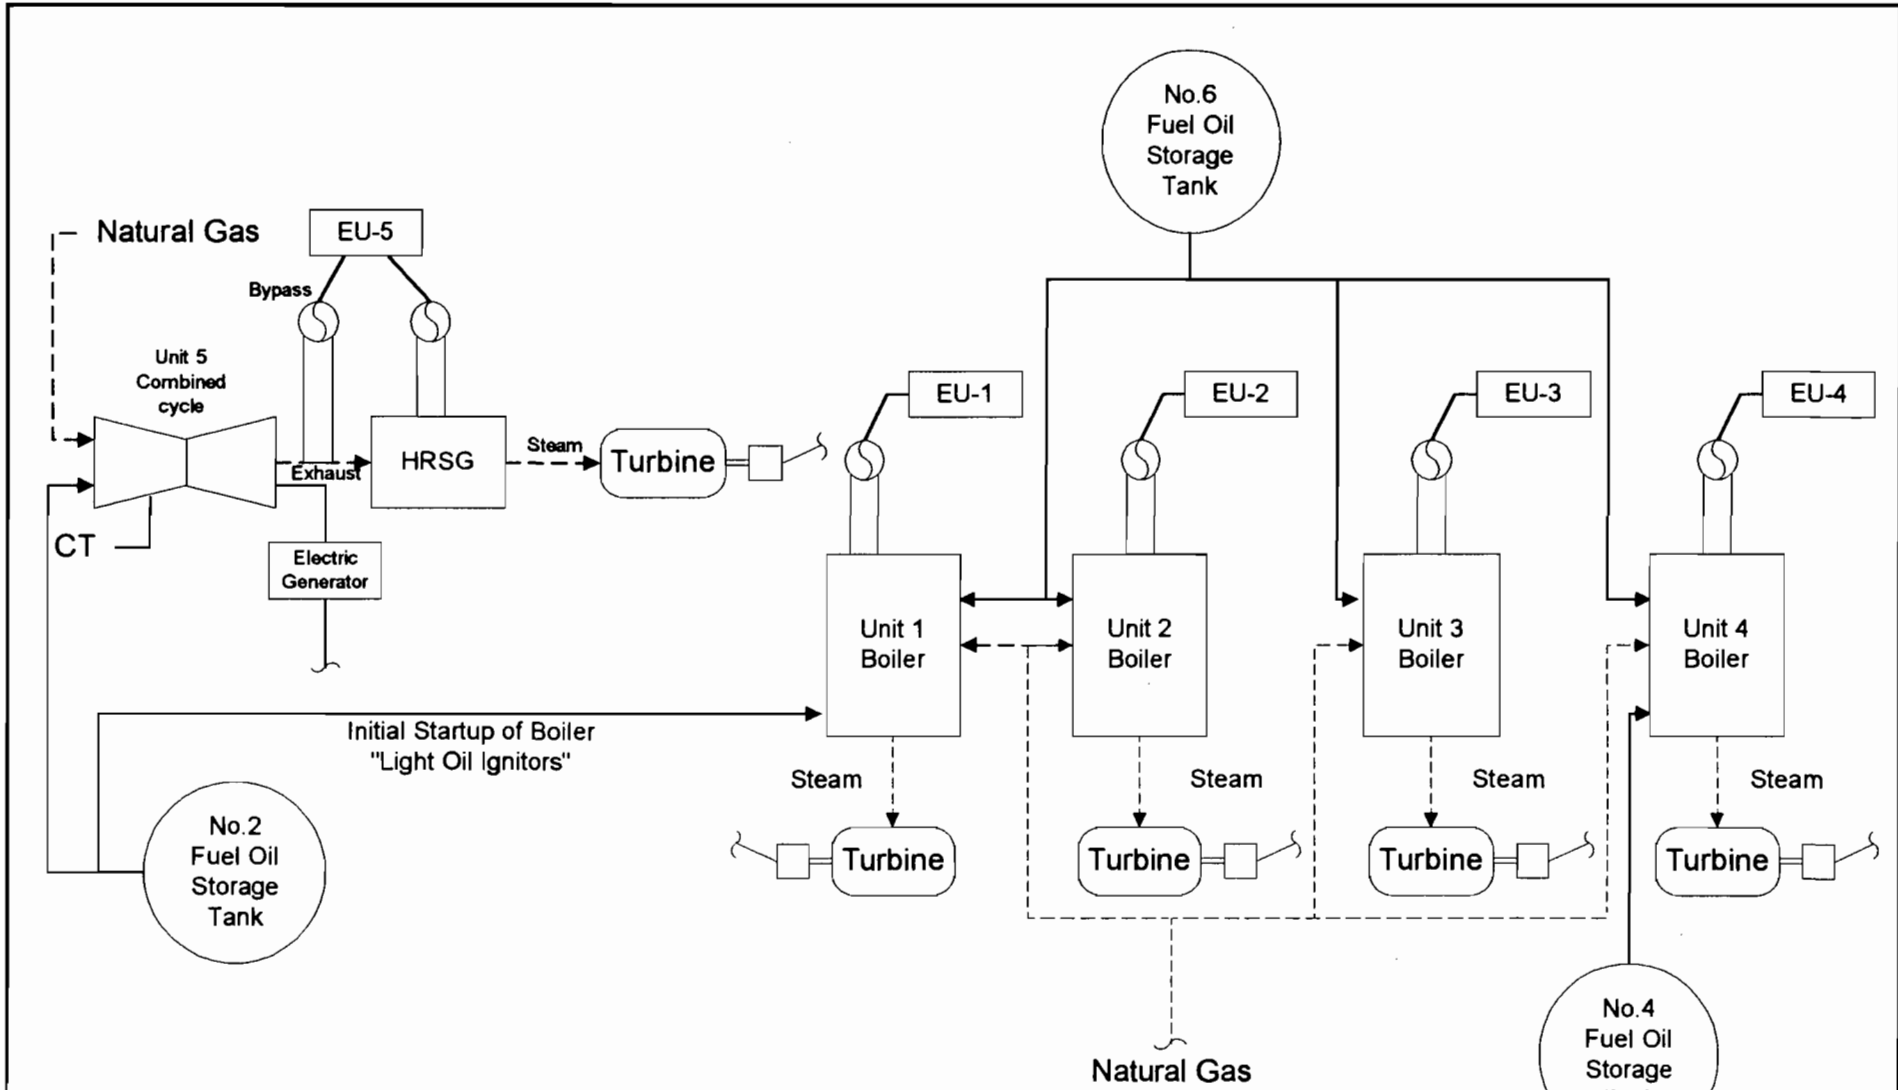 No.6
Fuel Oil
Storage
Tank
Natural Gas
EU-5
Bypass
Unit 5
Combined
cycle
EU-1
EU-2
EU-3
EU-4
Exhaust
HRSG
Steam
Turbine
CT
Electric
Generator
Unit 1
Boiler
Unit 2
Boiler
Unit 3
Boiler
Unit 4
Boiler
Initial Startup of Boiler
"Light Oil Ignitors"
Steam
Steam
Steam
Steam
No.2
Fuel Oil
Storage
Tank
Turbine
Turbine
Turbine
Turbine
Natural Gas
No.4
Fuel Oil
Storage